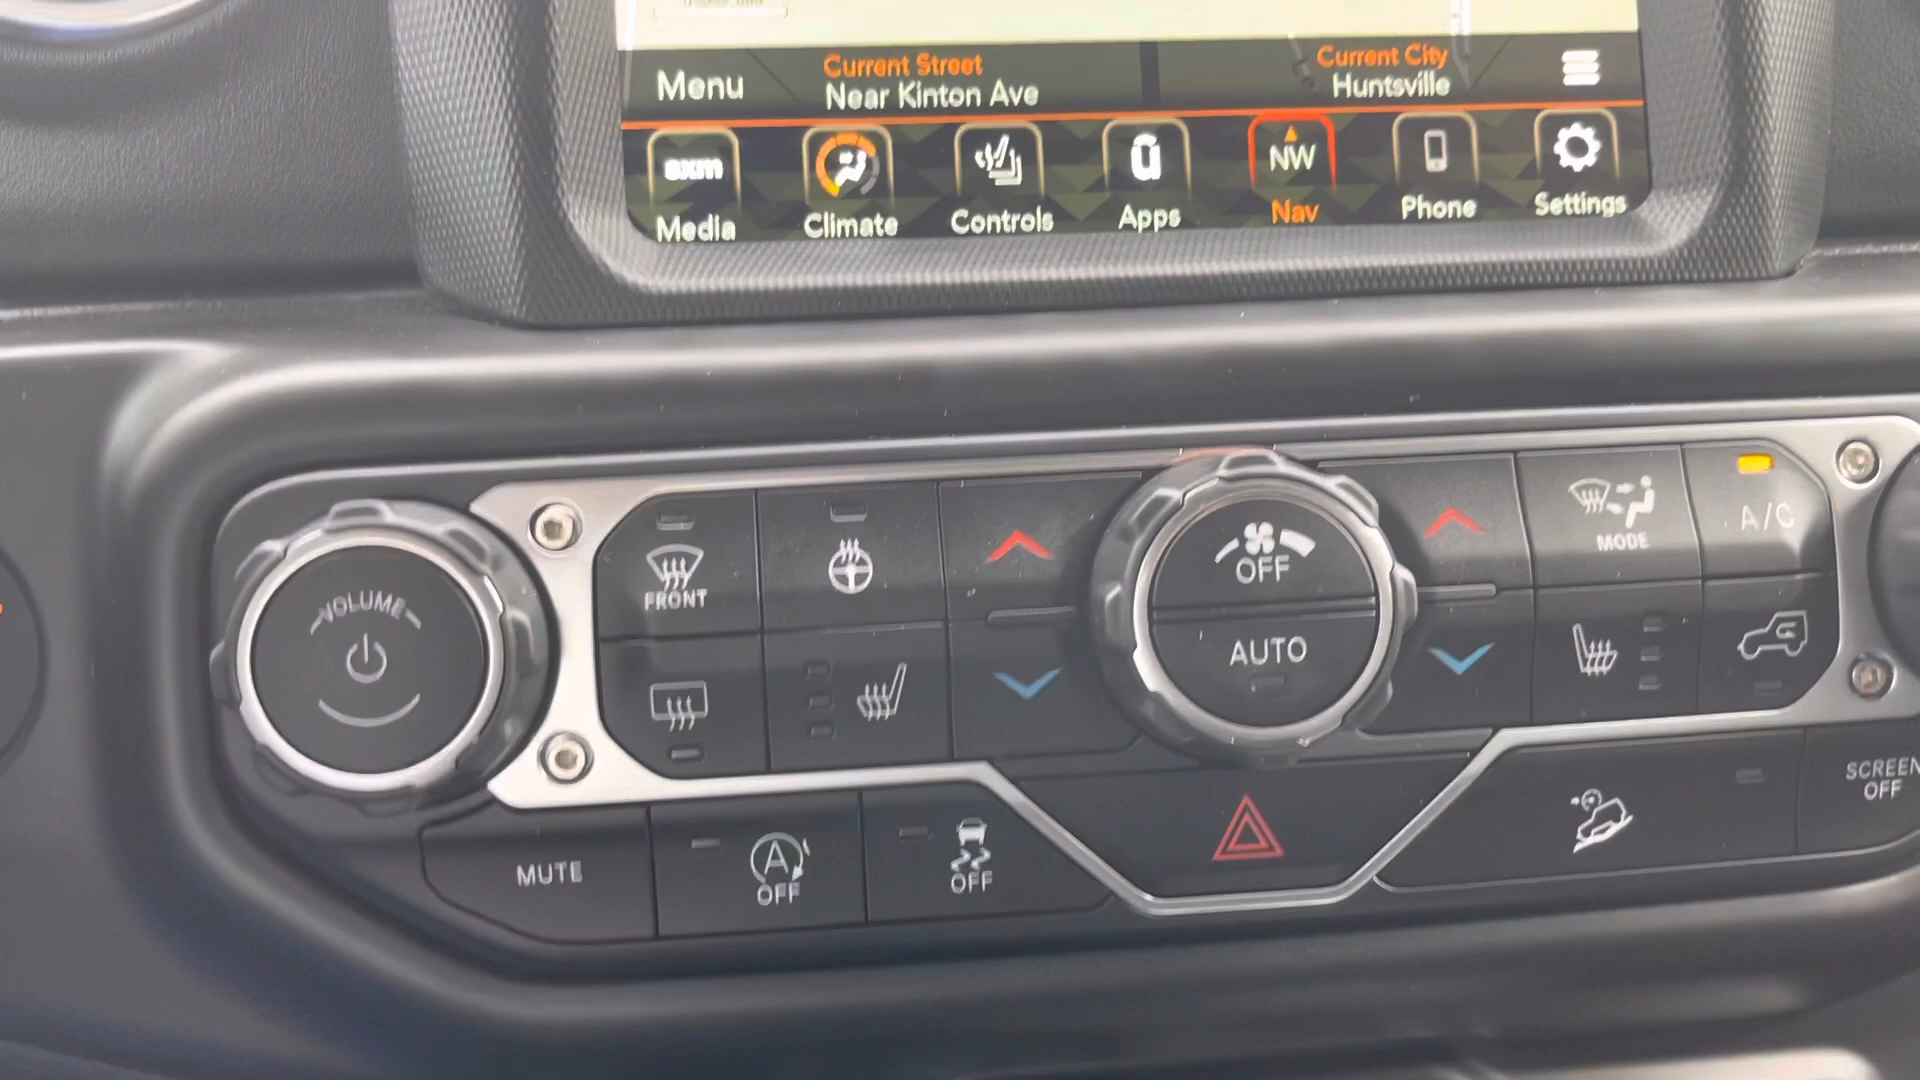 Menu
Current Street
Near Kinton Ave
Current City
Huntsville
sxm
NW
Media
Climate
Controls
Apps
Nav
Phone
Settings
VOLUME
FRONT
OFF
AUTO
MODE
A/C
MUTE
A
OFF
OFF
SCREEN
OFF